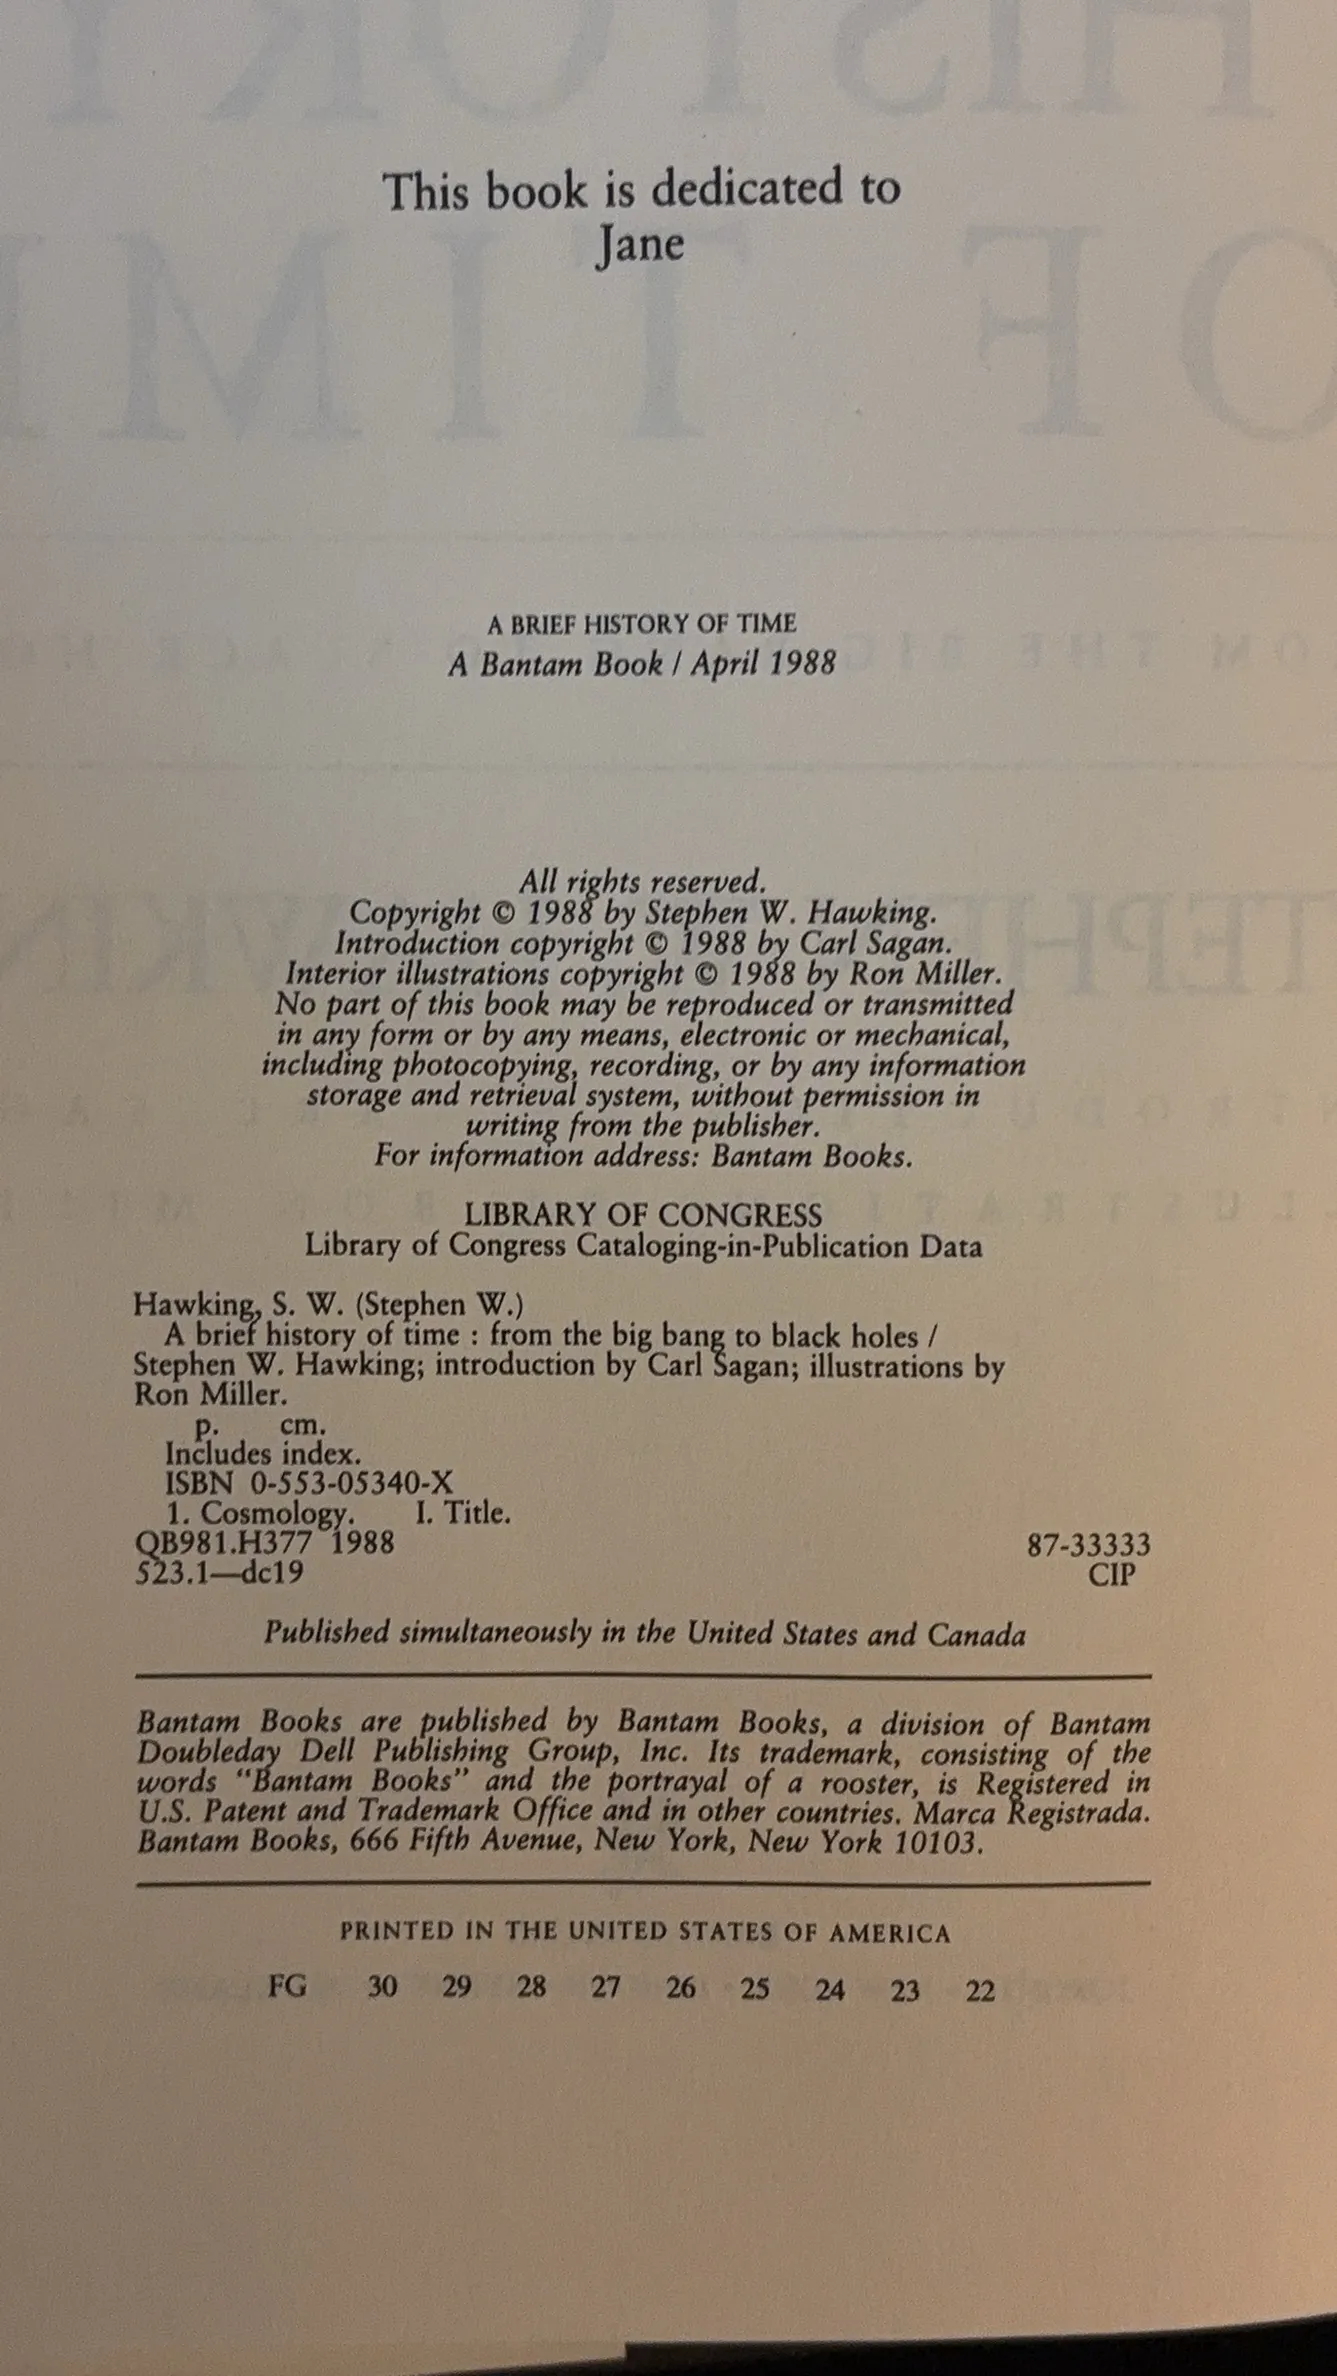 This book is dedicated to
Jane
A BRIEF HISTORY OF TIME
A Bantam Book / April 1988
All rights reserved.
Copyright © 1988 by Stephen W. Hawking.
Introduction copyright © 1988 by Carl Sagan.
Interior illustrations copyright © 1988 by Ron Miller.
No part of this book may be reproduced or transmitted
in any form or by any means, electronic or mechanical,
including photocopying, recording, or by any information
storage and retrieval system, without permission in
writing from the publisher.
For information address: Bantam Books.
LIBRARY OF CONGRESS
Library of Congress Cataloging-in-Publication Data
Hawking, S. W. (Stephen W.)
A brief history of time : from the big bang to black holes /
Stephen W. Hawking; introduction by Carl Sagan; illustrations by
Ron Miller.
p. cm.
Includes index.
ISBN 0-553-05340-X
1. Cosmology. I. Title.
QB981.H377 1988 87-33333
523.1—dc19 CIP
Published simultaneously in the United States and Canada
Bantam Books are published by Bantam Books, a division of Bantam
Doubleday Dell Publishing Group, Inc. Its trademark, consisting of the
words "Bantam Books" and the portrayal of a rooster, is Registered in
U.S. Patent and Trademark Office and in other countries. Marca Registrada.
Bantam Books, 666 Fifth Avenue, New York, New York 10103.
PRINTED IN THE UNITED STATES OF AMERICA
FG 30 29 28 27 26 25 24 23 22